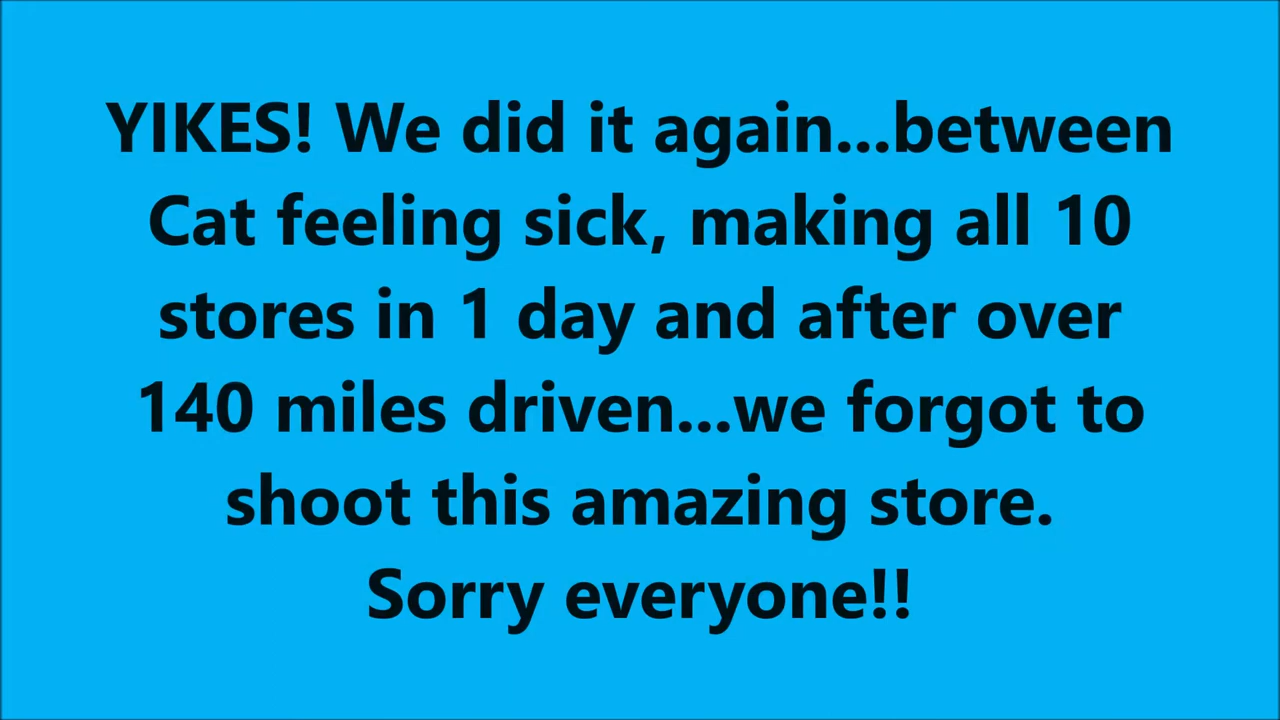 YIKES! We did it again...between
Cat feeling sick, making all 10
stores in 1 day and after over
140 miles driven...we forgot to
shoot this amazing store.
Sorry everyone!!